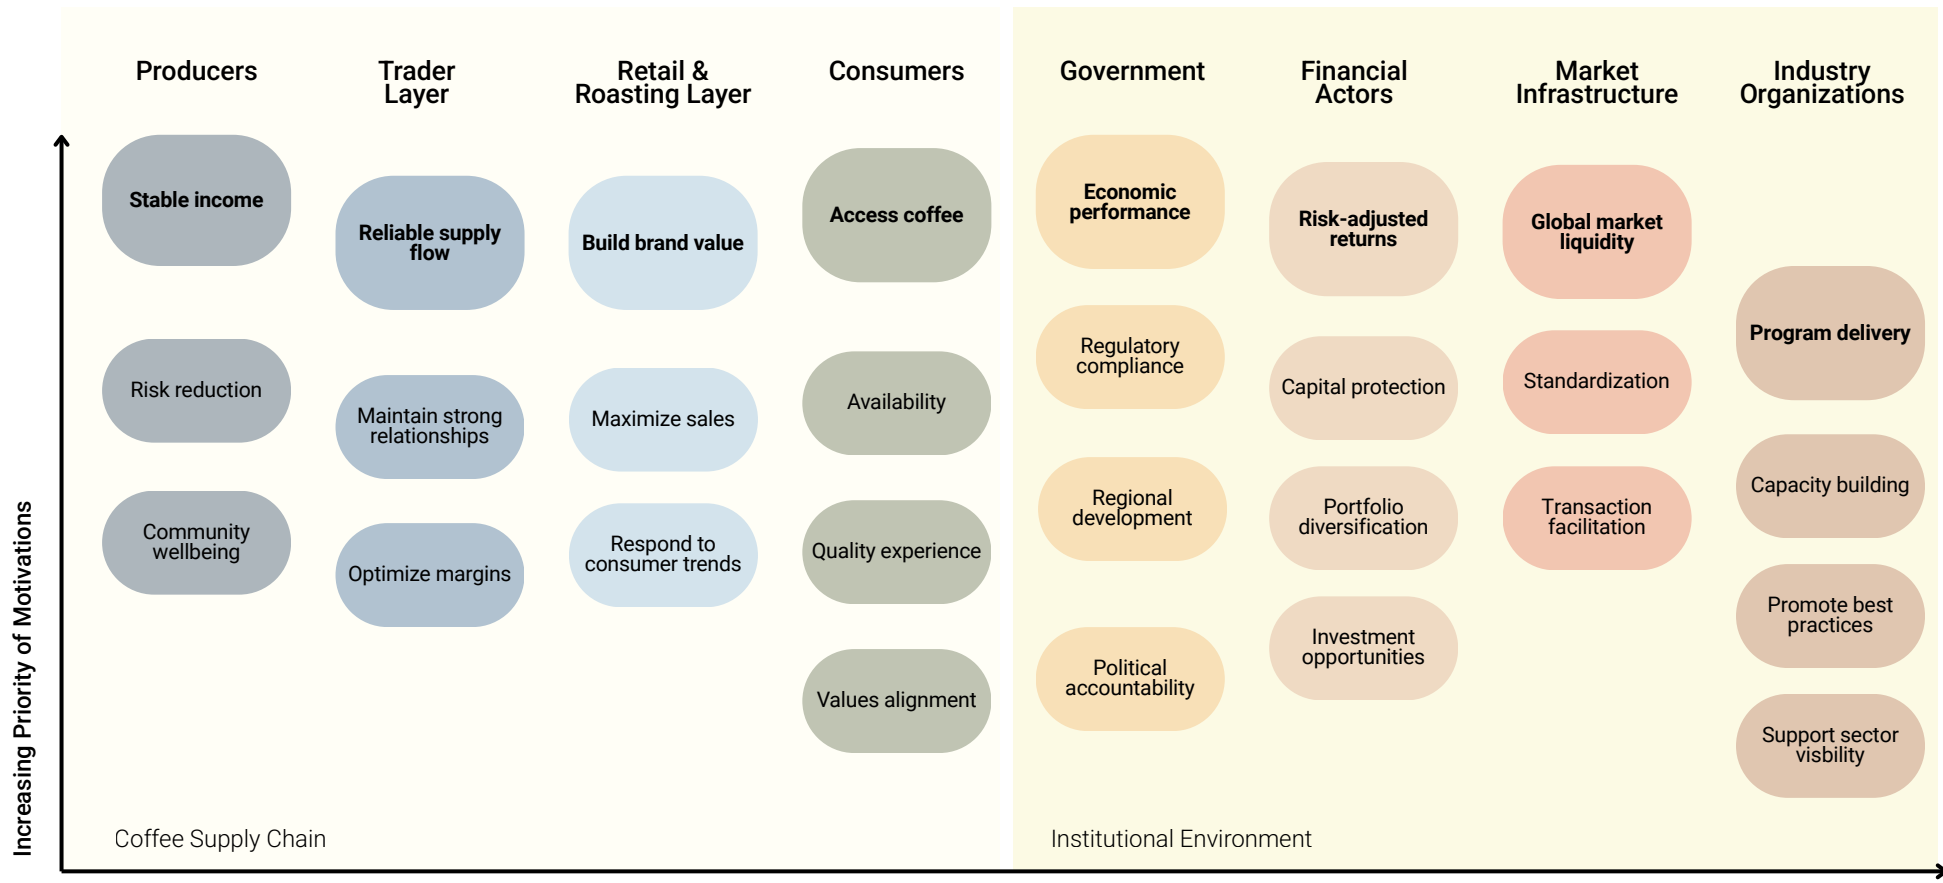 Producers
Trader
Layer
Retail &
Roasting Layer
Consumers
Government
Financial
Actors
Market
Infrastructure
Industry
Organizations
Stable income
Risk reduction
Community
wellbeing
Reliable supply
flow
Maintain strong
relationships
Optimize margins
Build brand value
Maximize sales
Respond to
consumer trends
Access coffee
Availability
Quality experience
Values alignment
Economic
performance
Regulatory
compliance
Regional
development
Political
accountability
Risk-adjusted
returns
Capital protection
Portfolio
diversification
Investment
opportunities
Global market
liquidity
Standardization
Transaction
facilitation
Program delivery
Capacity building
Promote best
practices
Support sector
visbility
Increasing Priority of Motivations
Coffee Supply Chain
Institutional Environment